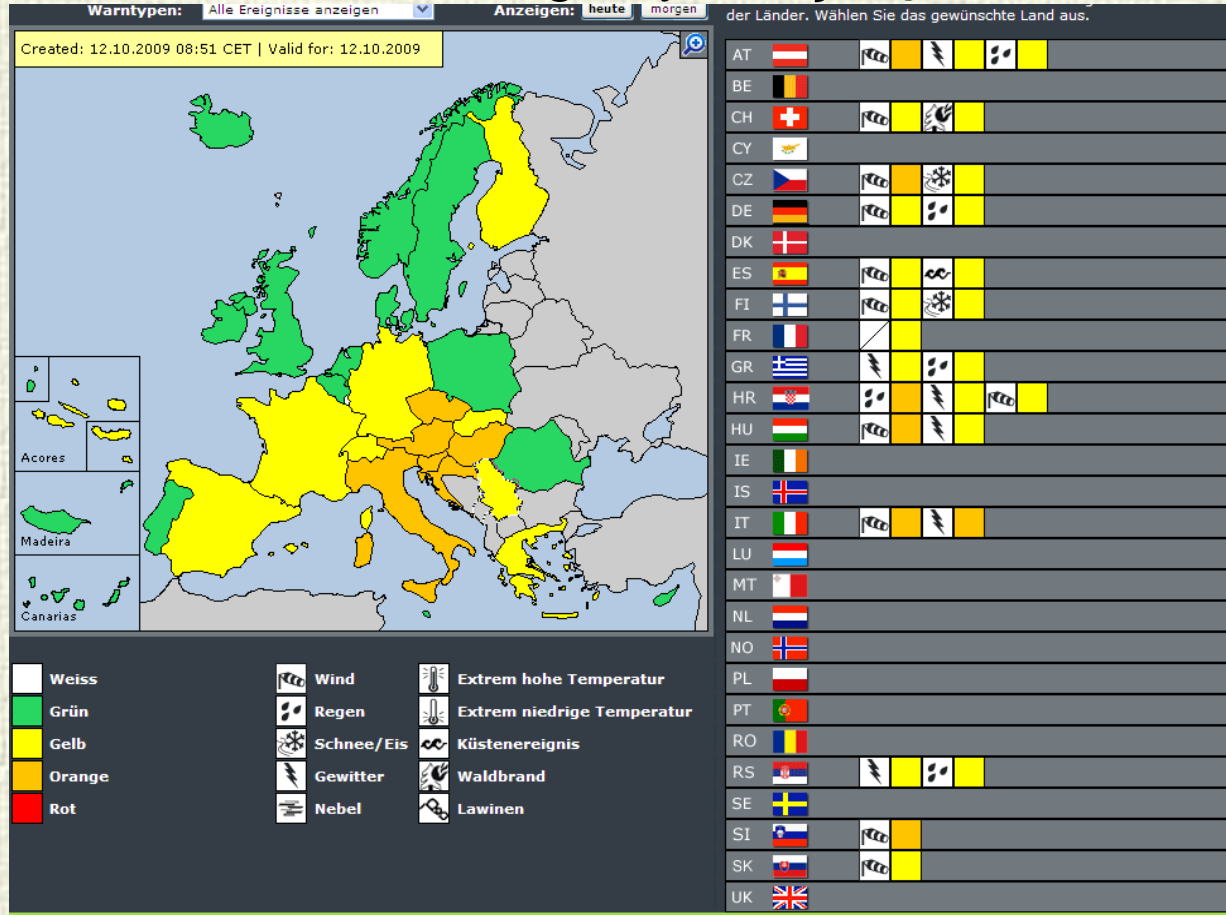 Warntypen: Alle Ereignisse anzeigen Anzeigen: heute morgen
der Länder. Wählen Sie das gewünschte Land aus.
Created: 12.10.2009 08:51 CET | Valid for: 12.10.2009
Acores
Madeira
Canarias
Weiss
Grün
Gelb
Orange
Rot
Wind
Regen
Schnee/Eis
Gewitter
Nebel
Extrem hohe Temperatur
Extrem niedrige Temperatur
Küstenereignis
Waldbrand
Lawinen
AT
BE
CH
CY
CZ
DE
DK
ES
FI
FR
GR
HR
HU
IE
IS
IT
LU
MT
NL
NO
PL
PT
RO
RS
SE
SI
SK
UK